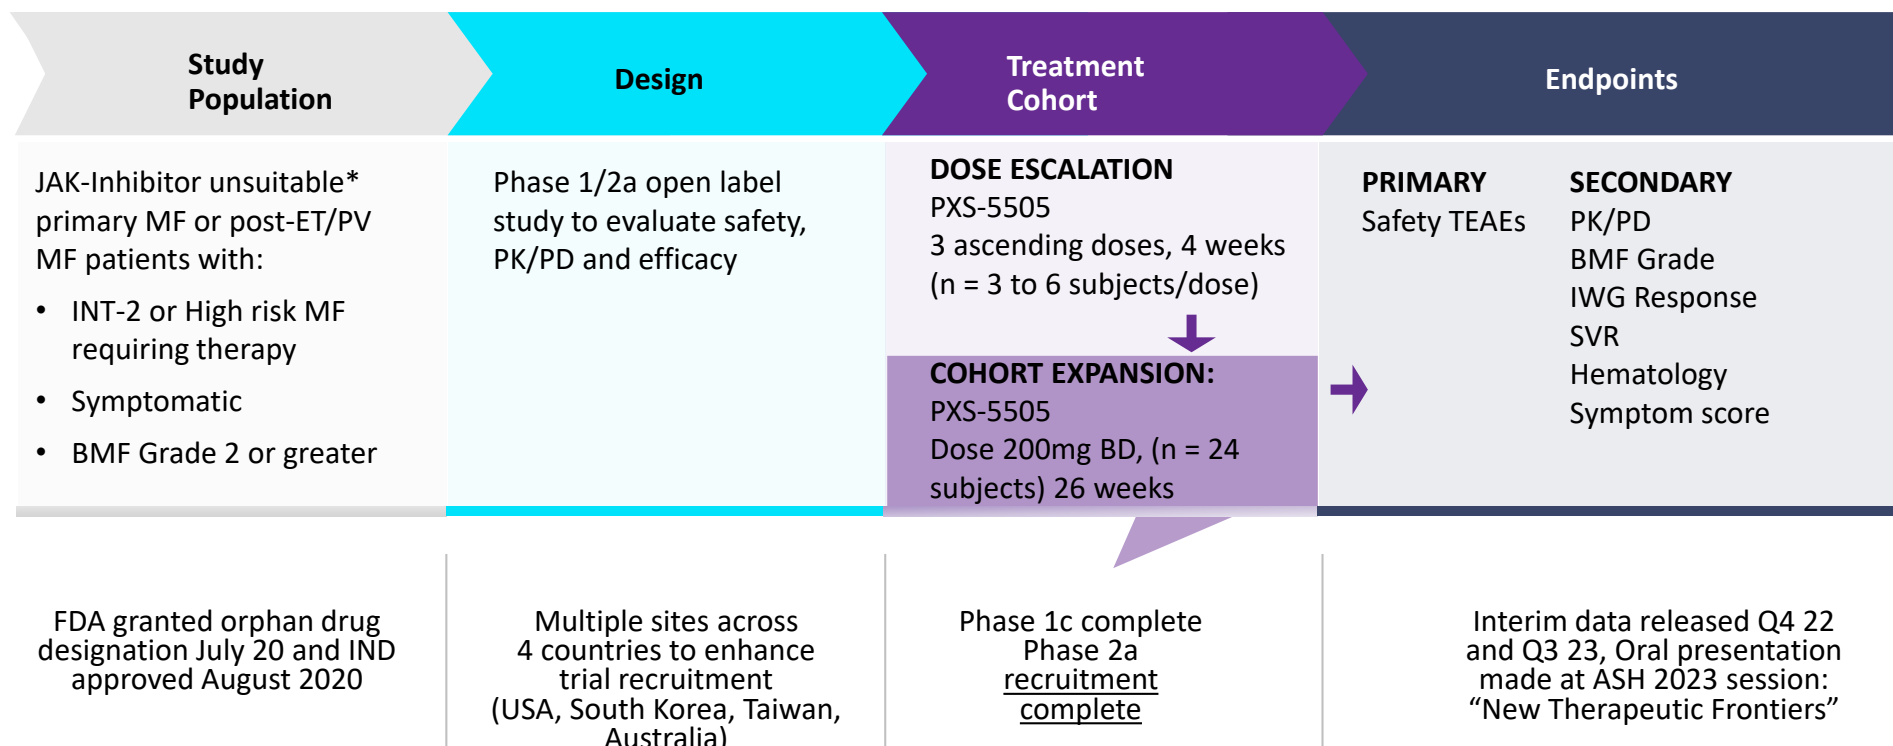 Study
Population
Design
Treatment
Cohort
Endpoints
JAK-Inhibitor unsuitable*
primary MF or post-ET/PV
MF patients with:
• INT-2 or High risk MF
requiring therapy
• Symptomatic
• BMF Grade 2 or greater
Phase 1/2a open label
study to evaluate safety,
PK/PD and efficacy
DOSE ESCALATION
PXS-5505
3 ascending doses, 4 weeks
(n = 3 to 6 subjects/dose)
COHORT EXPANSION:
PXS-5505
Dose 200mg BD, (n = 24
subjects) 26 weeks
PRIMARY
Safety TEAEs
SECONDARY
PK/PD
BMF Grade
IWG Response
SVR
Hematology
Symptom score
FDA granted orphan drug
designation July 20 and IND
approved August 2020
Multiple sites across
4 countries to enhance
trial recruitment
(USA, South Korea, Taiwan,
Australia)
Phase 1c complete
Phase 2a
recruitment
complete
Interim data released Q4 22
and Q3 23, Oral presentation
made at ASH 2023 session:
“New Therapeutic Frontiers”